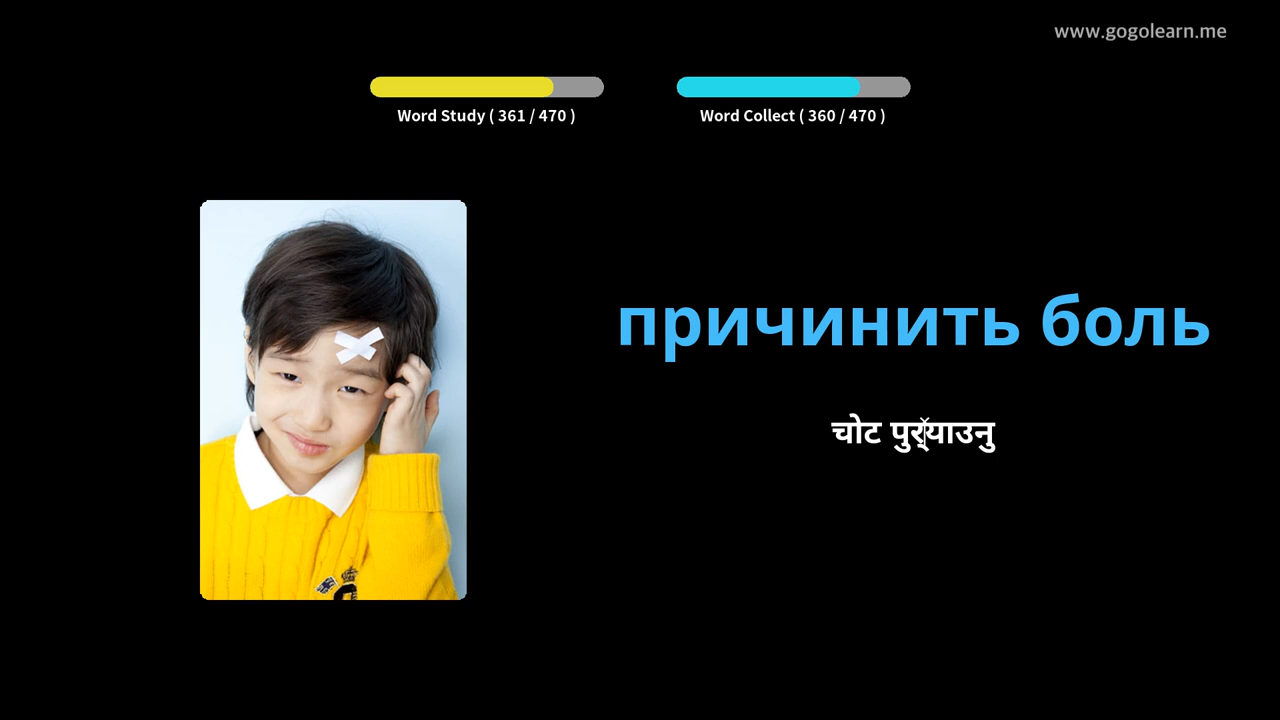 www.gogolearn.me
Word Study ( 361 / 470 )
Word Collect ( 360 / 470 )
причинить боль
चोट पुर्‍याउनु